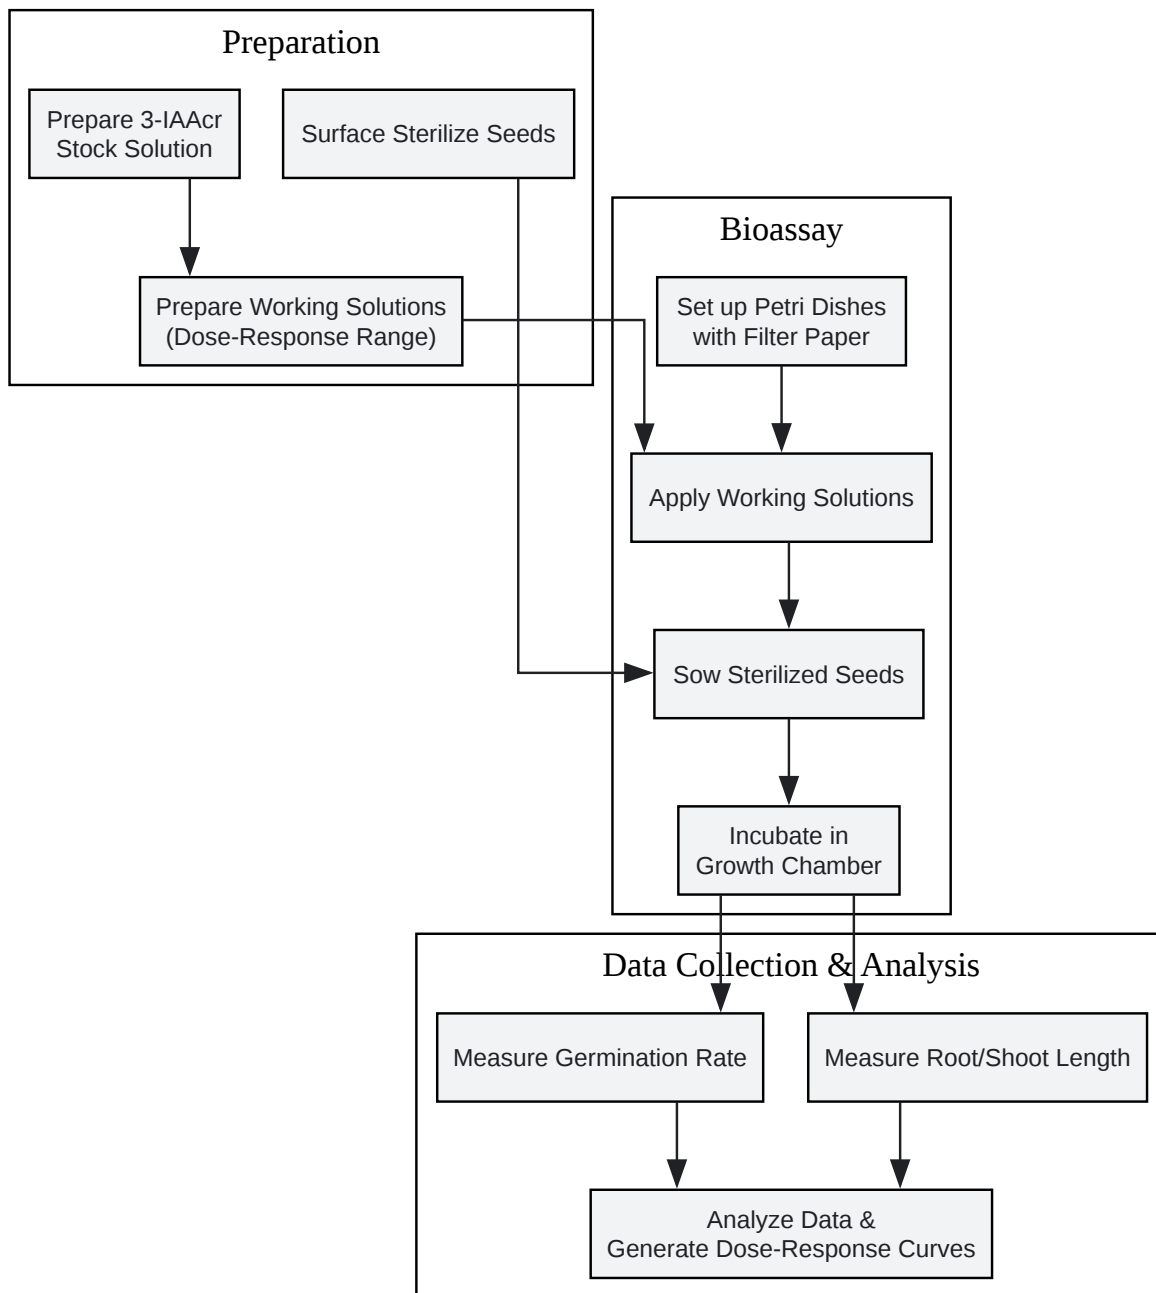 Preparation
Prepare 3-IAAcr
Stock Solution
Surface Sterilize Seeds
Prepare Working Solutions
(Dose-Response Range)
Bioassay
Set up Petri Dishes
with Filter Paper
Apply Working Solutions
Sow Sterilized Seeds
Incubate in
Growth Chamber
Data Collection & Analysis
Measure Germination Rate
Measure Root/Shoot Length
Analyze Data &
Generate Dose-Response Curves